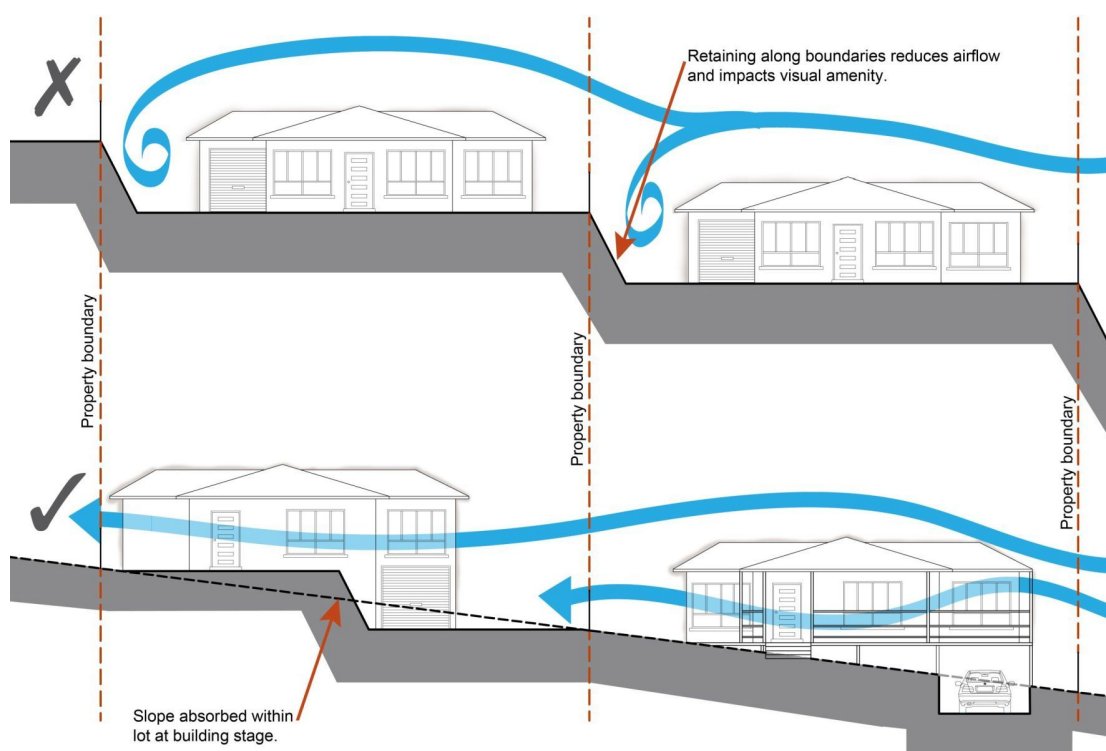 Retaining along boundaries reduces airflow
and impacts visual amenity.
Property boundary
Property boundary
Property boundary
Slope absorbed within
lot at building stage.